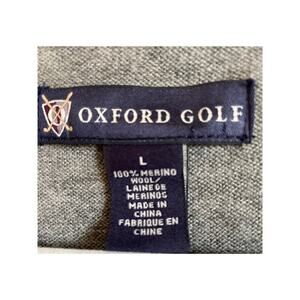 OXFORD GOLF
L
100% MERINO
WOOL/
LAINE DE
MERINOS
MADE IN
CHINA
FABRIQUE EN
CHINE